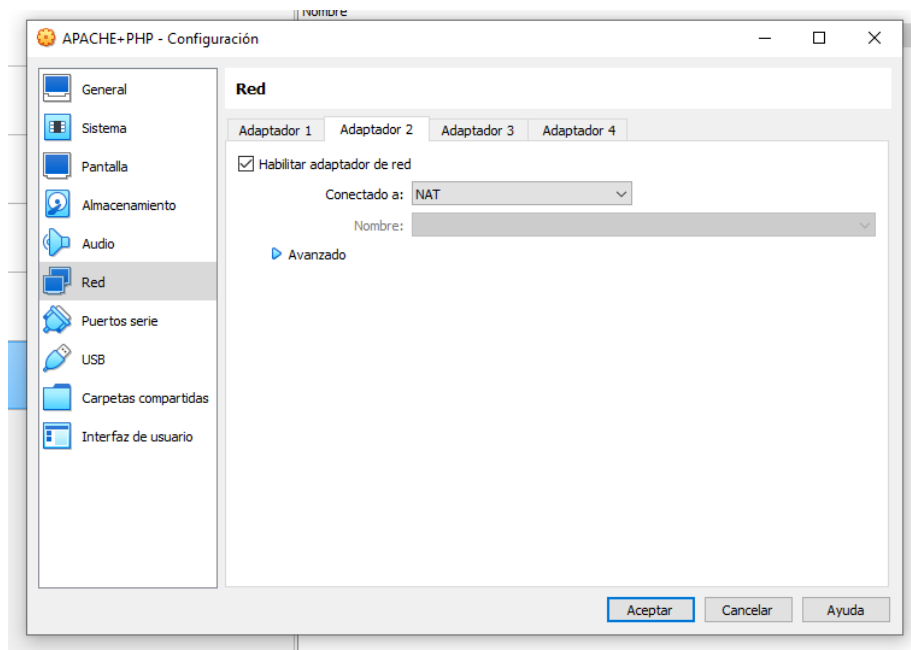 Nombre
APACHE+PHP - Configuración
General
Sistema
Pantalla
Almacenamiento
Audio
Red
Puertos serie
USB
Carpetas compartidas
Interfaz de usuario
Red
Adaptador 1 Adaptador 2 Adaptador 3 Adaptador 4
Habilitar adaptador de red
Conectado a: NAT
Nombre:
Avanzado
Aceptar Cancelar Ayuda